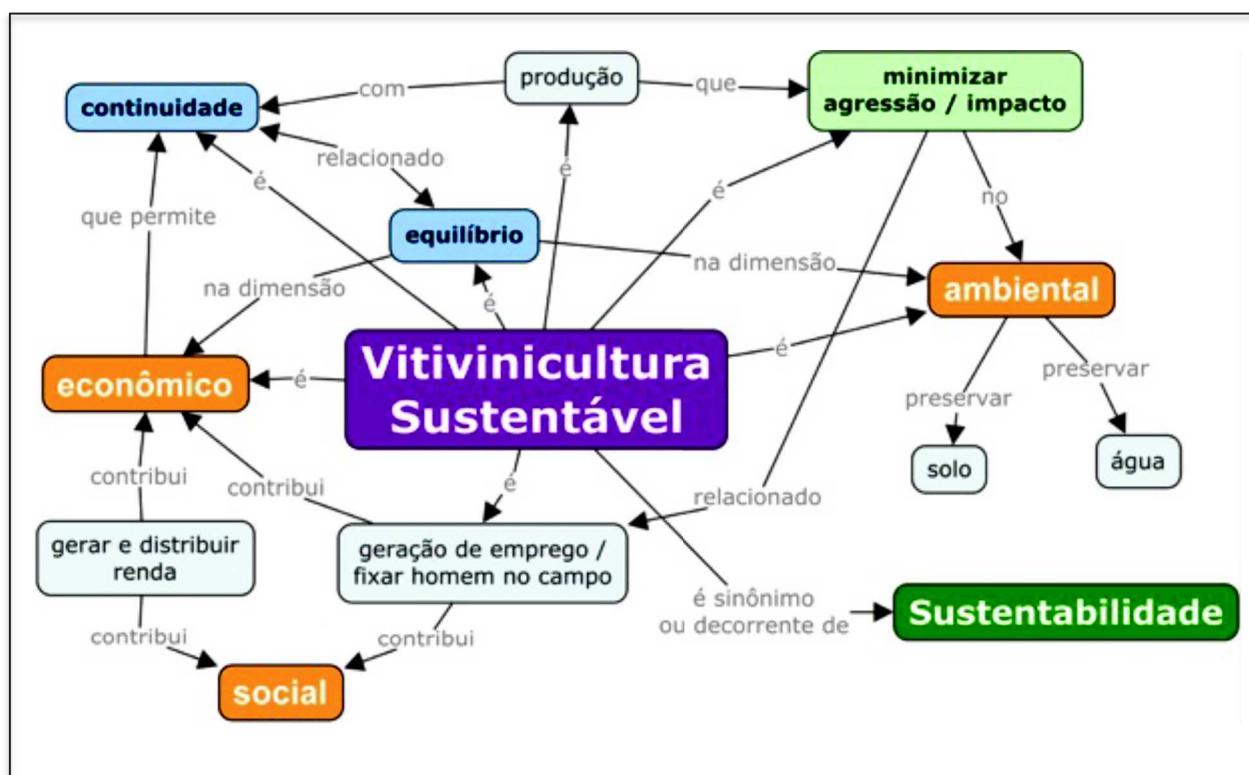 produção
minimizar
agressão / impacto
continuidade
com
que
relacionado
é
é
é
no
que permite
equilíbrio
na dimensão
na dimensão
ambiental
é
Vitivinicultura
Sustentável
econômico
é
é
preservar
preservar
solo
água
contribui
contribui
é
relacionado
gerar e distribuir
renda
geração de emprego /
fixar homem no campo
é sinônimo
ou decorrente de
Sustentabilidade
contribui
contribui
social